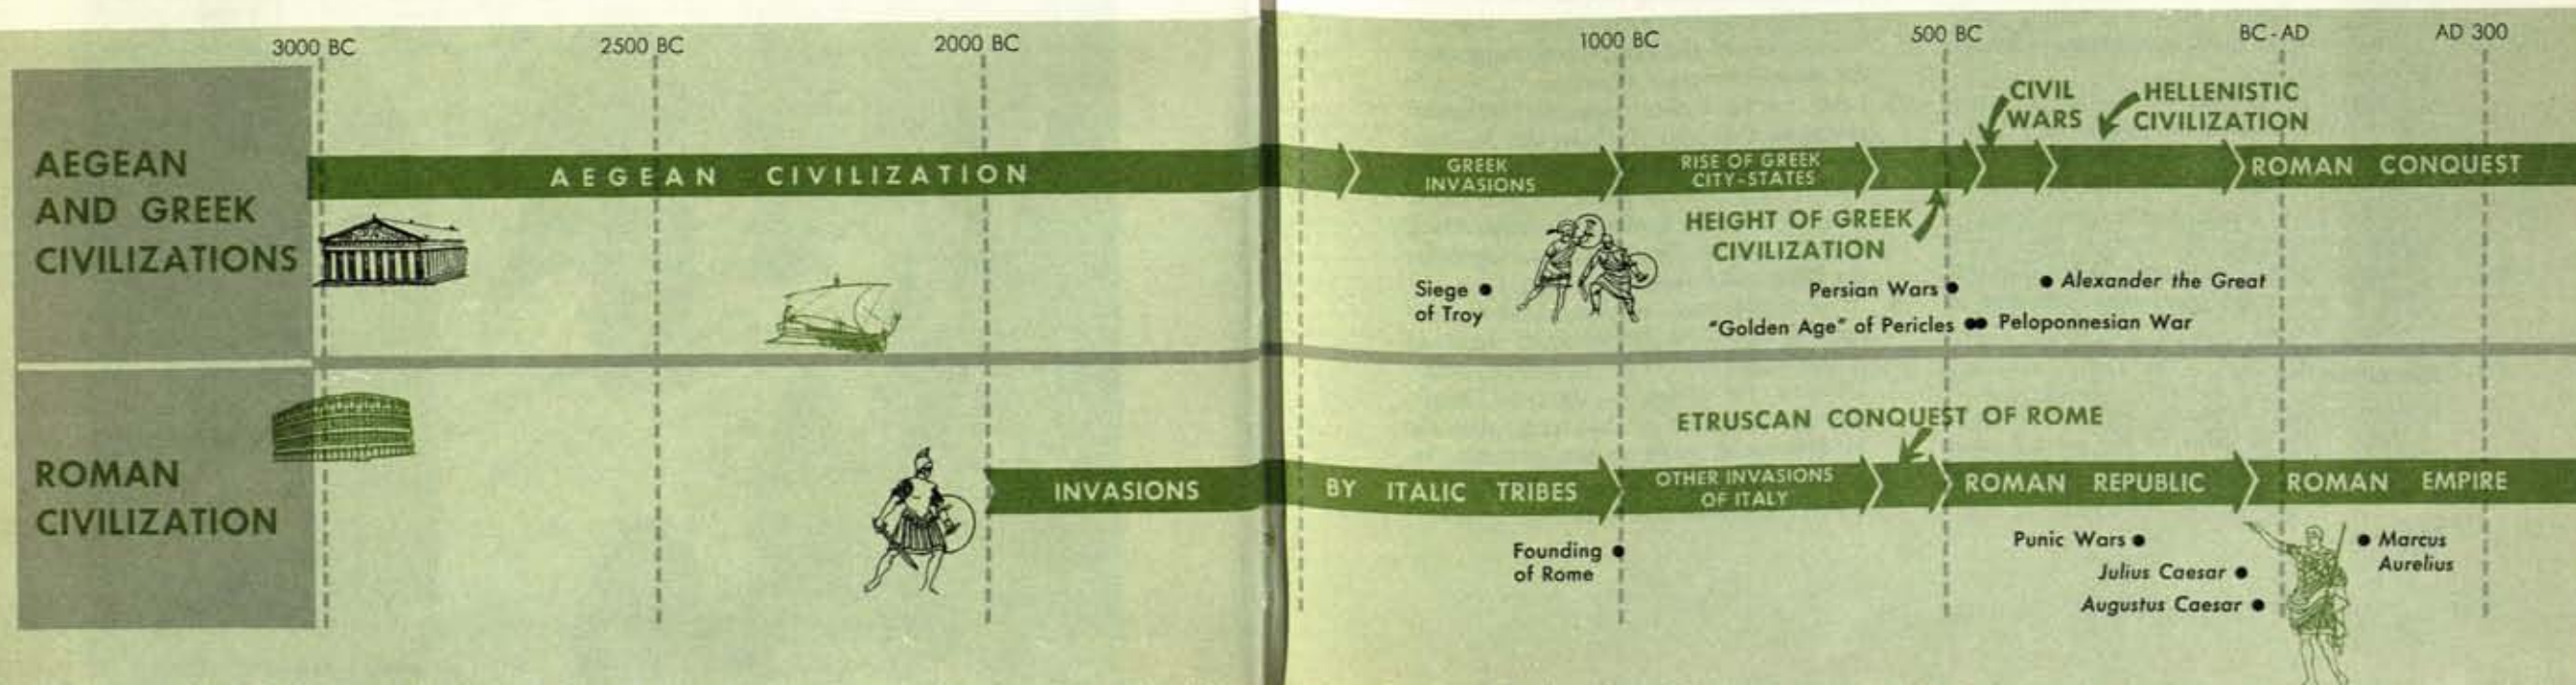 3000 BC
2500 BC
2000 BC
1000 BC
500 BC
BC-AD
AD 300
AEGEAN
AND GREEK
CIVILIZATIONS
AEGEAN CIVILIZATION
GREEK
INVASIONS
RISE OF GREEK
CITY-STATES
HEIGHT OF GREEK
CIVILIZATION
CIVIL
WARS
HELLENISTIC
CIVILIZATION
ROMAN CONQUEST
Siege
of Troy
Persian Wars
Alexander the Great
"Golden Age" of Pericles
Peloponnesian War
ROMAN
CIVILIZATION
INVASIONS BY ITALIC TRIBES
OTHER INVASIONS
OF ITALY
ETRUSCAN CONQUEST OF ROME
ROMAN REPUBLIC
ROMAN EMPIRE
Founding
of Rome
Punic Wars
Julius Caesar
Augustus Caesar
Marcus
Aurelius